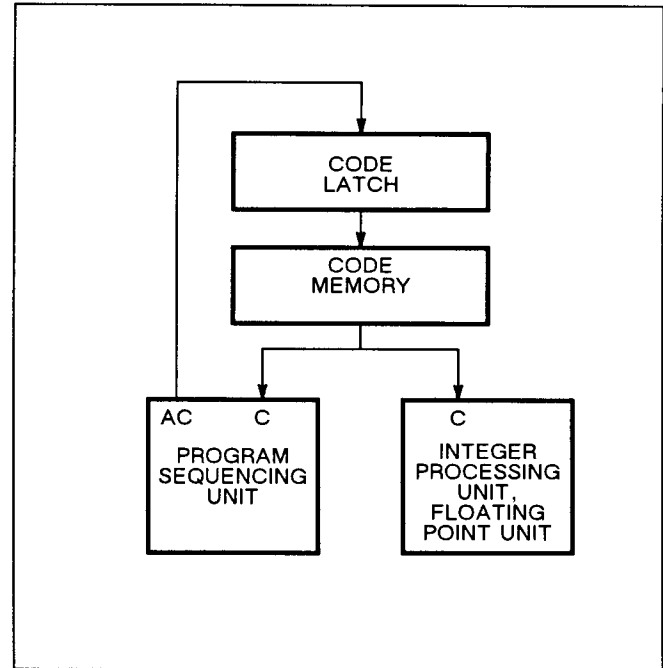 CODE
LATCH
CODE
MEMORY
AC C
PROGRAM
SEQUENCING
UNIT
C
INTEGER
PROCESSING
UNIT,
FLOATING
POINT UNIT